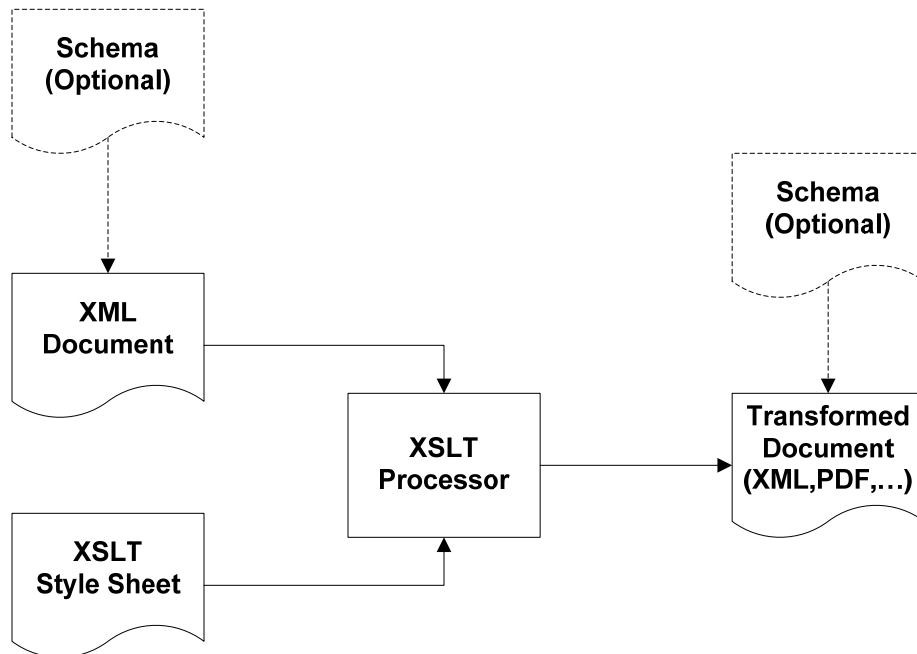 Schema
(Optional)
Schema
(Optional)
XML
Document
XSLT
Processor
Transformed
Document
(XML,PDF,…)
XSLT
Style Sheet